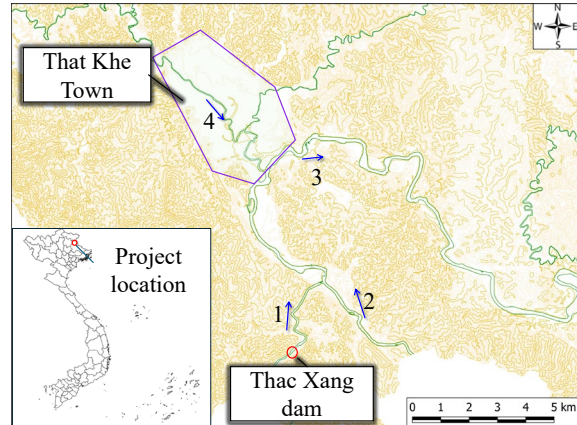 That Khe
Town
N
W
E
S
4
3
Project
location
1
2
Thac Xang
dam
0 1 2 3 4 5 km